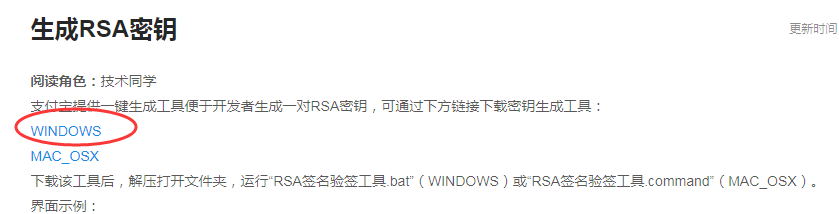 生成RSA密钥
更新时间
阅读角色：技术同学
支付宝提供一键生成工具便于开发者生成一对RSA密钥，可通过下方链接下载密钥生成工具：
WINDOWS
MAC_OSX
下载该工具后，解压打开文件夹，运行“RSA签名验签工具.bat”（WINDOWS）或“RSA签名验签工具.command”（MAC_OSX）。
界面示例：